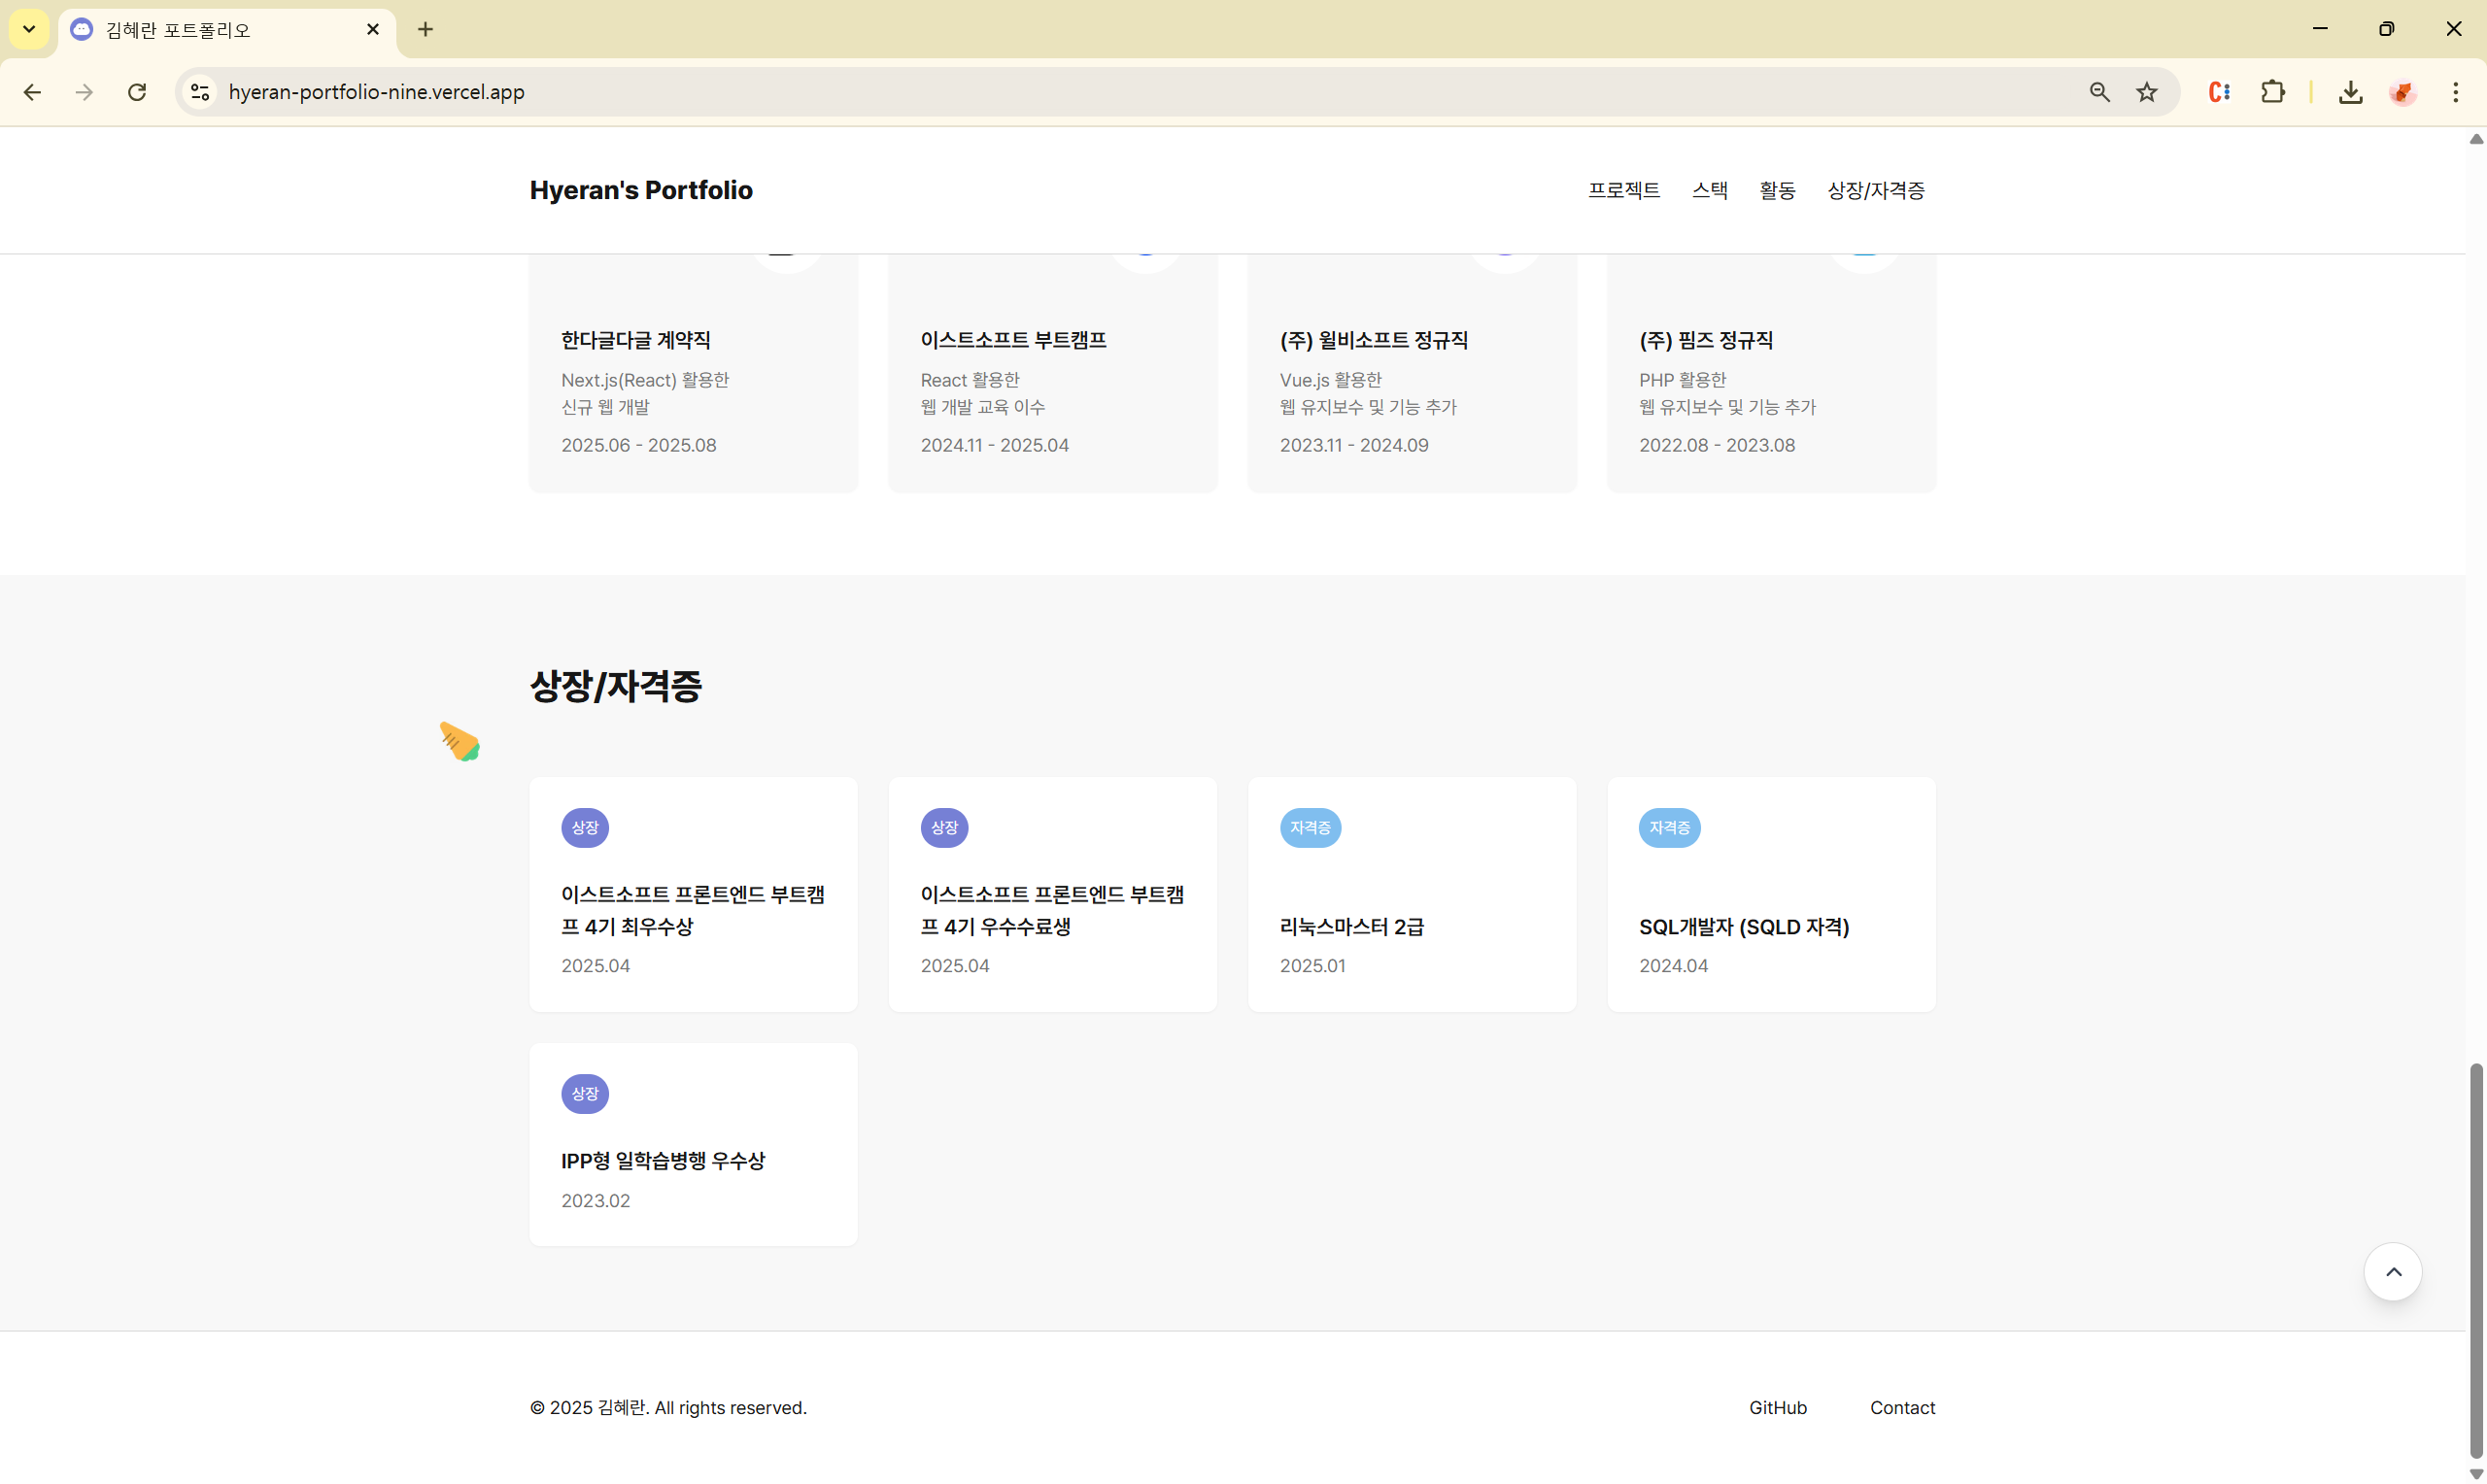 김혜란 포트폴리오
hyeran-portfolio-nine.vercel.app
Hyeran's Portfolio
프로젝트 스택 활동 상장/자격증
한다글다글 계약직
Next.js(React) 활용한
신규 웹 개발
2025.06 - 2025.08
이스트소프트 부트캠프
React 활용한
웹 개발 교육 이수
2024.11 - 2025.04
(주) 윌비소프트 정규직
Vue.js 활용한
웹 유지보수 및 기능 추가
2023.11 - 2024.09
(주) 핌즈 정규직
PHP 활용한
웹 유지보수 및 기능 추가
2022.08 - 2023.08
상장/자격증
상장
이스트소프트 프론트엔드 부트캠
프 4기 최우수상
2025.04
상장
이스트소프트 프론트엔드 부트캠
프 4기 우수수료생
2025.04
자격증
리눅스마스터 2급
2025.01
자격증
SQL개발자 (SQLD 자격)
2024.04
상장
IPP형 일학습병행 우수상
2023.02
© 2025 김혜란. All rights reserved.
GitHub Contact